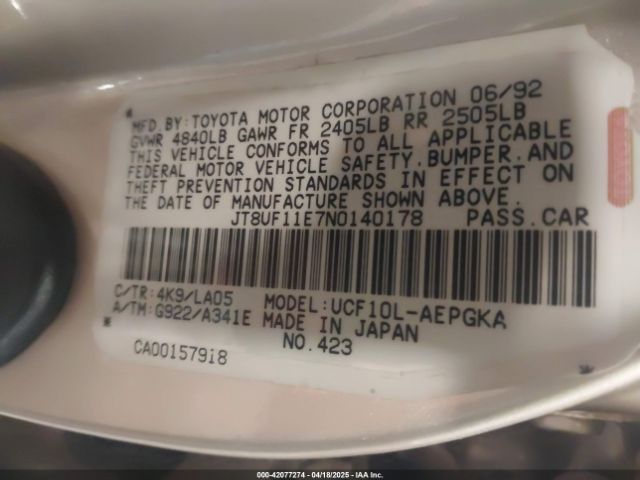 MFD.BY:TOYOTA MOTOR CORPORATION 06/92
GVWR 4840LB GAWR FR 2405LB RR 2505LB
THIS VEHICLE CONFORMS TO ALL APPLICABLE
FEDERAL MOTOR VEHICLE SAFETY,BUMPER,AND
THEFT PREVENTION STANDARDS IN EFFECT ON
THE DATE OF MANUFACTURE SHOWN ABOVE.
JT8UF11E7N0140178 PASS.CAR
C/TR:4K9/LA05 MODEL:UCF10L-AEPGKA
A/TM:G922/A341E MADE IN JAPAN
CA00157918 NO.423
000-42077274 - 04/18/2025 - IAA Inc.